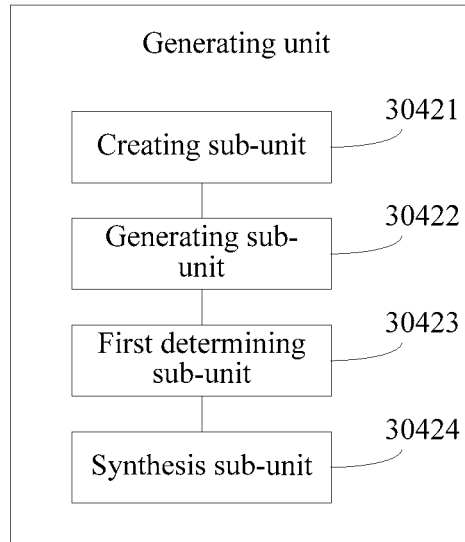 Generating unit
30421
Creating sub-unit
30422
Generating sub-
unit
30423
First determining
sub-unit
30424
Synthesis sub-unit